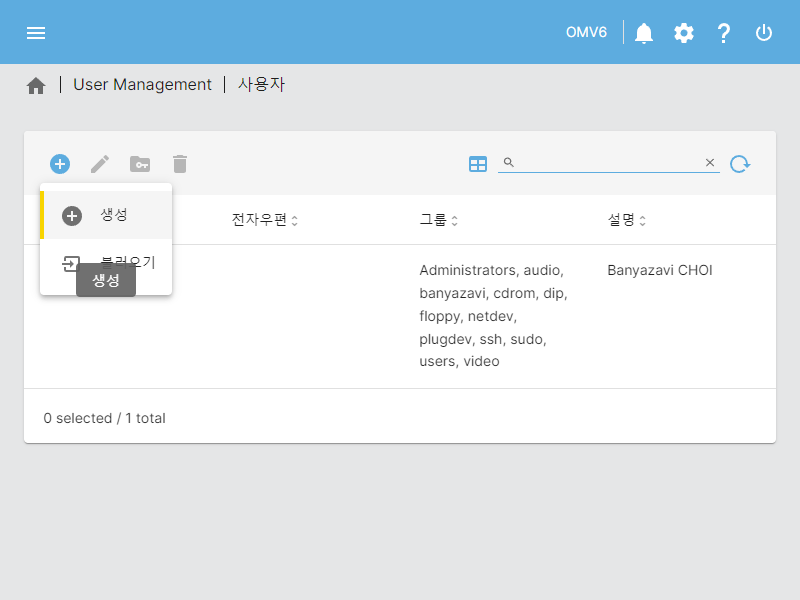 OMV6
User Management
사용자
생성
불러오기
생성
전자우편
그룹
설명
Administrators, audio,
banyazavi, cdrom, dip,
floppy, netdev,
plugdev, ssh, sudo,
users, video
Banyazavi CHOI
0 selected / 1 total